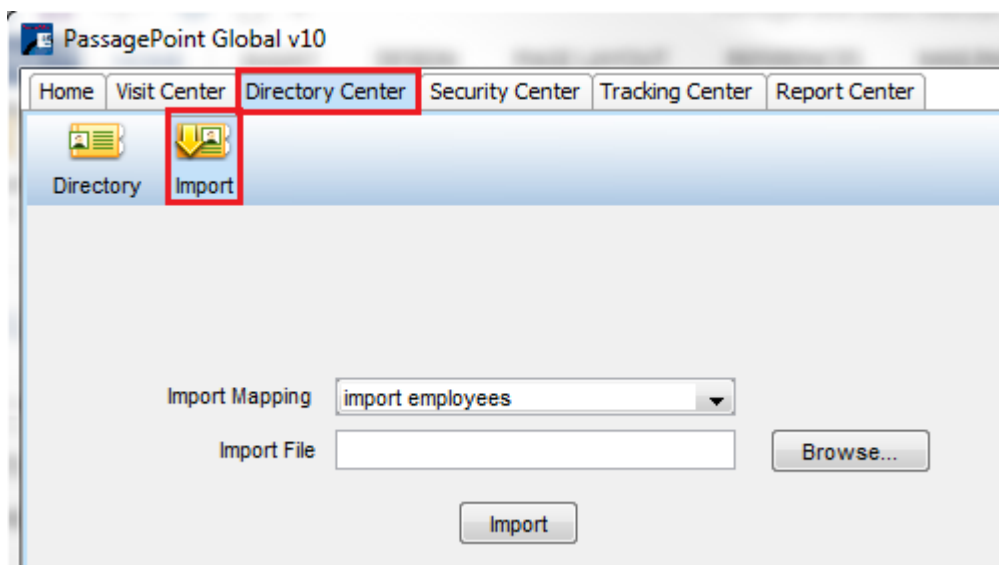 PassagePoint Global v10
Home Visit Center Directory Center Security Center Tracking Center Report Center
Directory Import
Import Mapping import employees
Import File Browse...
Import